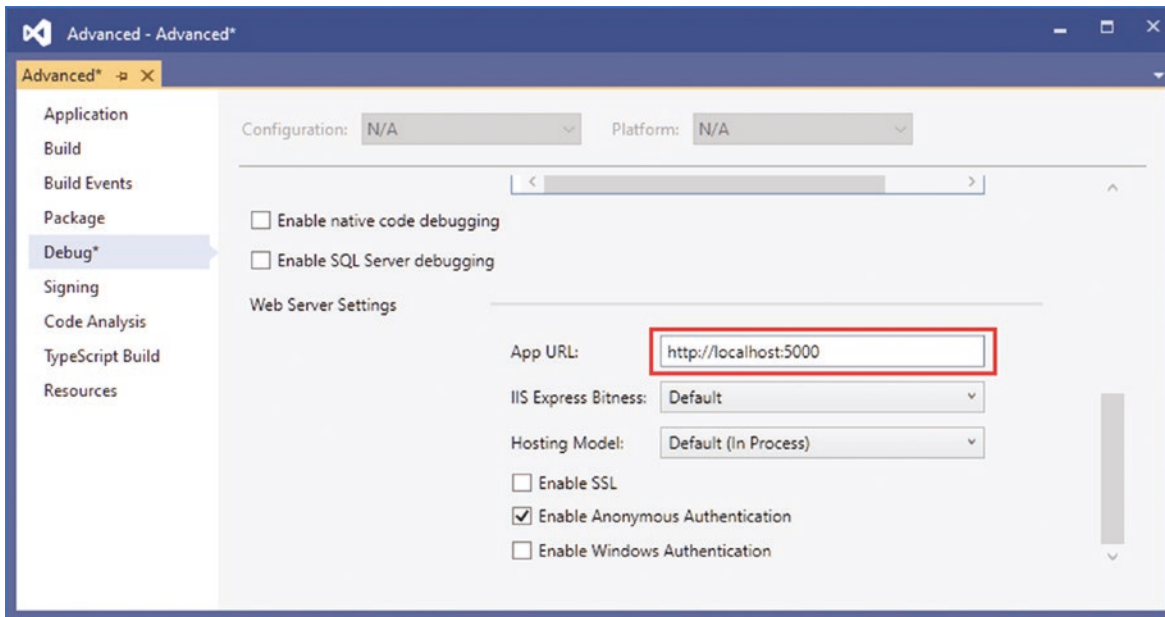 Advanced - Advanced*
Advanced*
Application
Build
Build Events
Package
Debug*
Signing
Code Analysis
TypeScript Build
Resources
Configuration: N/A Platform: N/A
Enable native code debugging
Enable SQL Server debugging
Web Server Settings
App URL: http://localhost:5000
IIS Express Bitness: Default
Hosting Model: Default (In Process)
Enable SSL
Enable Anonymous Authentication
Enable Windows Authentication